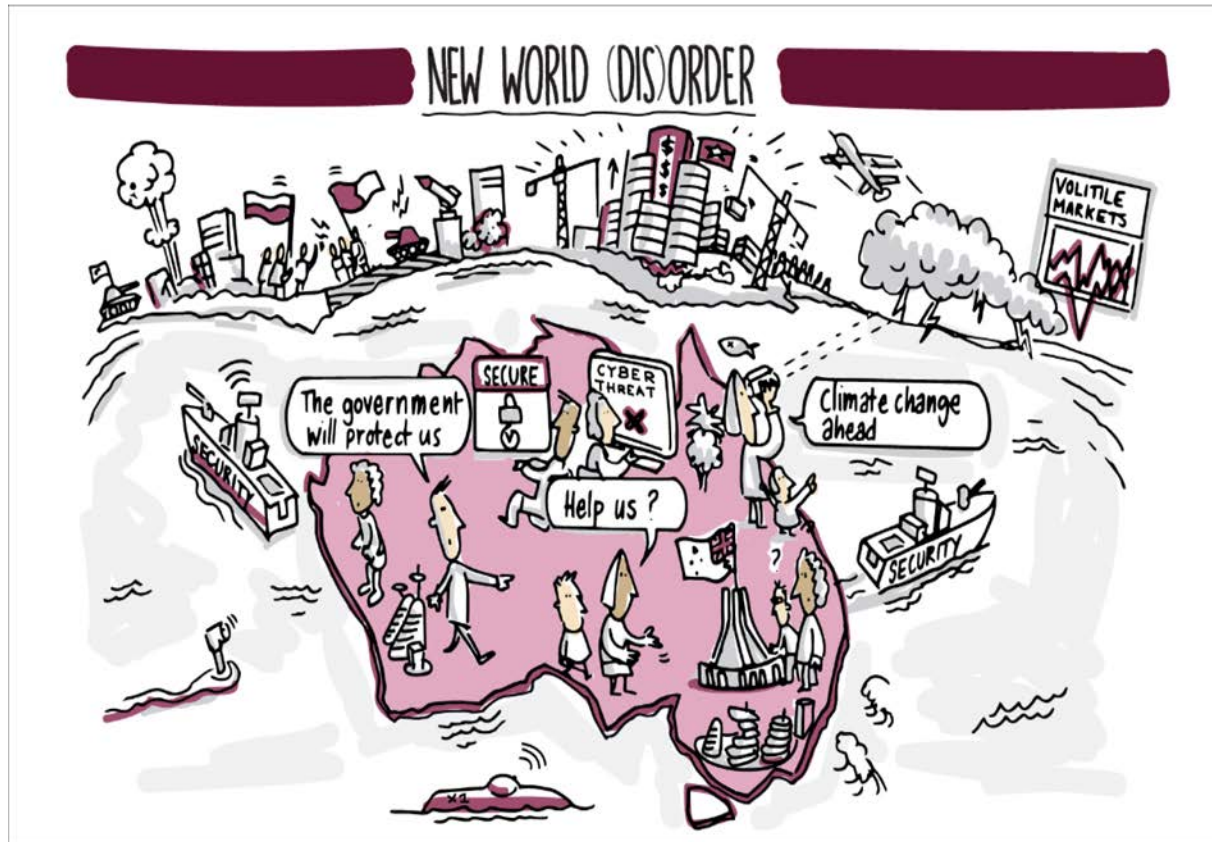 NEW WORLD (DIS)ORDER
$
$
$
$
VOLITILE
MARKETS
SECURE
CYBER
THREAT
The government
will protect us
Climate change
ahead
SECURITY
Help us ?
SECURITY
?
x1